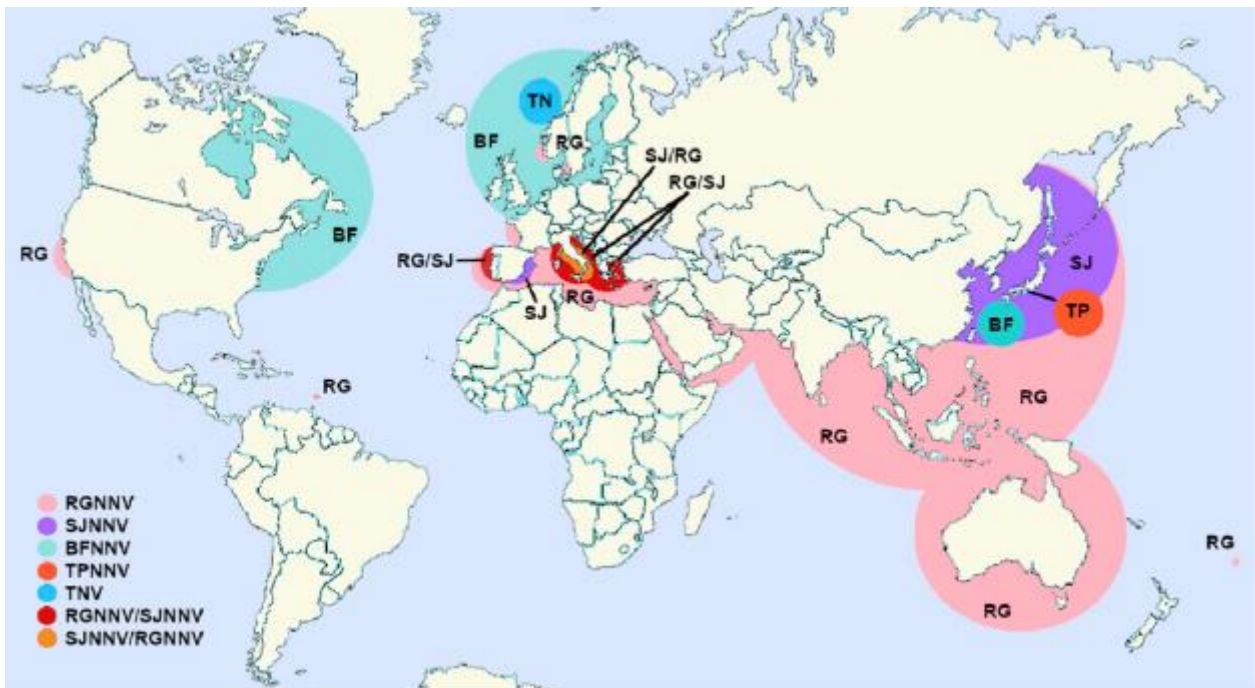 TN
BF
RG
SJ/RG
RG/SJ
BF
RG
RG/SJ
SJ
RG
SJ
BF
TP
RG
RG
RG
RG
RG
RGNNV
SJNNV
BFNNV
TPNNV
TNV
RGNNV/SJNNV
SJNNV/RGNNV